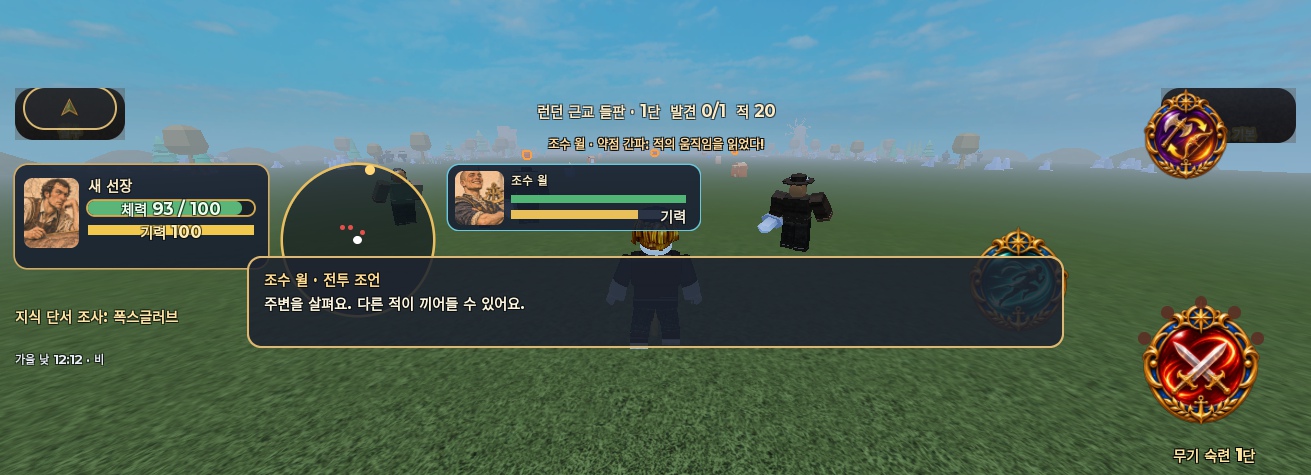 런던 근교 들판 · 1단 발견 0/1 적 20
조수 월 · 약점 간파: 적의 움직임을 읽었다!
새 선장
체력 93 / 100
기력 100
조수 월
기력
조수 월 · 전투 조언
주변을 살펴요. 다른 적이 끼어들 수 있어요.
지식 단서 조사: 폭스글러브
가을 낮 12:12 · 비
무기 숙련 1단